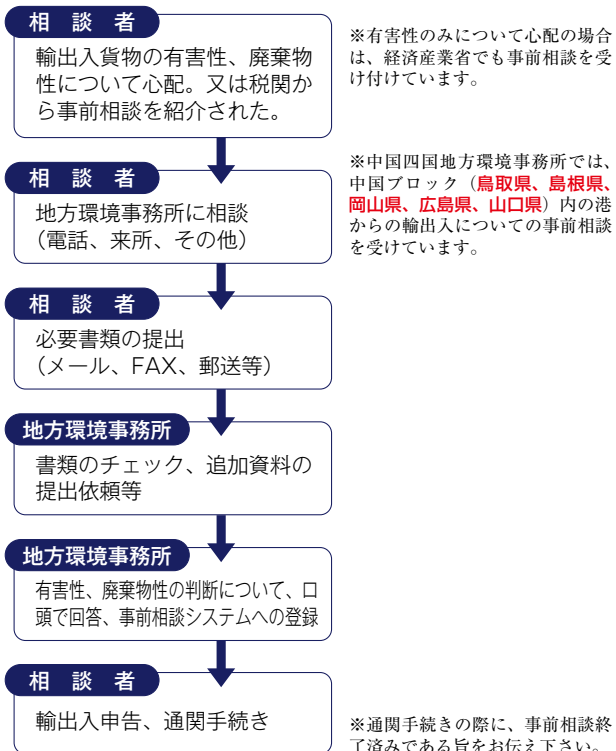 相談者
輸出入貨物の有害性、廃棄物
性について心配。又は税関か
ら事前相談を紹介された。
※有害性のみについて心配の場合
は、経済産業省でも事前相談を受
け付けています。
相談者
地方環境事務所に相談
(電話、来所、その他)
※中国四国地方環境事務所では、
中国ブロック(鳥取県、島根県、
岡山県、広島県、山口県)内の港
からの輸出入についての事前相談
を受けています。
相談者
必要書類の提出
(メール、FAX、郵送等)
地方環境事務所
書類のチェック、追加資料の
提出依頼等
地方環境事務所
有害性、廃棄物性の判断について、口
頭で回答、事前相談システムへの登録
相談者
輸出入申告、通関手続き
※通関手続きの際に、事前相談終
了済みである旨をお伝え下さい。